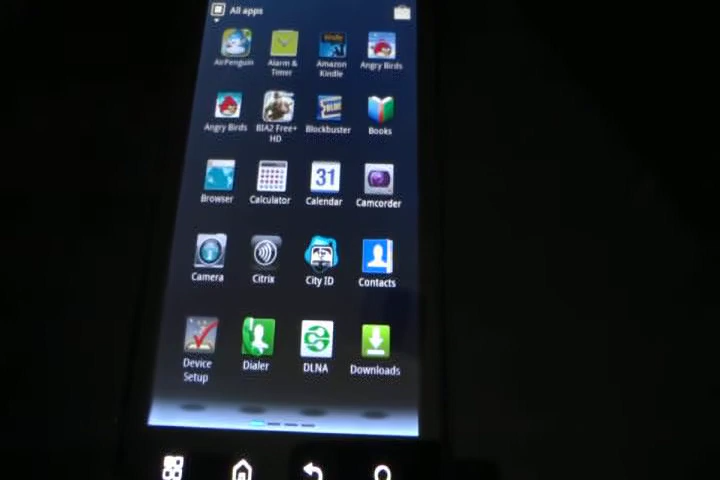 All apps
AirPenguin
Alarm &
Timer
Amazon
Kindle
Angry Birds
Angry Birds
BIA2 Free+
HD
Blockbuster
Books
Browser
Calculator
31
Calendar
Camcorder
Camera
Citrix
City ID
Contacts
Device
Setup
Dialer
DLNA
Downloads